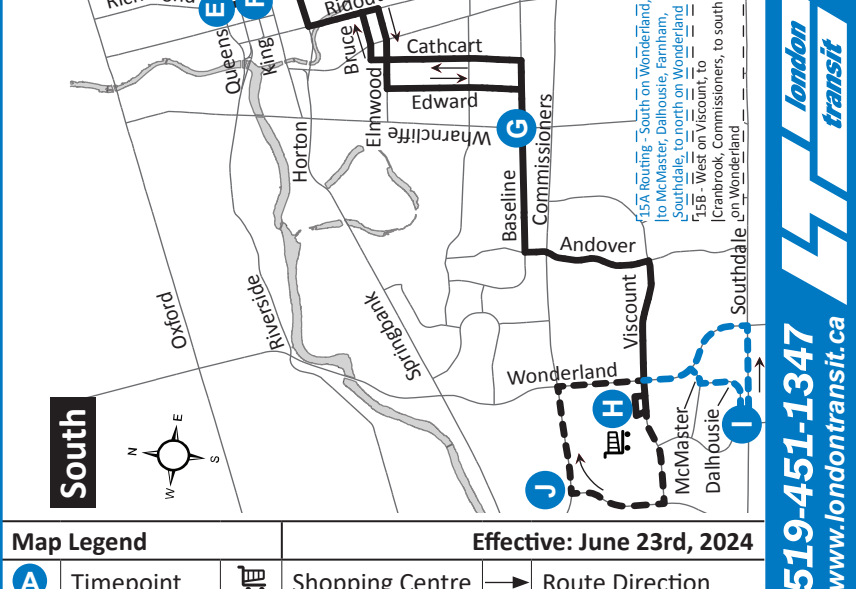 Ridout
E
Queens
King
Bruce
Cathcart
Elmwood
Edward
Wharncliffe
G
Horton
Baseline
Commissioners
Andover
Oxford
Riverside
Springbank
Viscount
Southdale
Wonderland
H
McMaster
Dalhousie
I
J
15A Routing - South on Wonderland,
to McMaster, Dalhousie, Farnham,
Southdale, to north on Wonderland
15B - West on Viscount, to
Cranbrook, Commissioners, to south
on Wonderland
london
transit
519-451-1347
www.londontransit.ca
South
N
E
S
W
Map Legend
Effective: June 23rd, 2024
A Timepoint
Shopping Centre
Route Direction